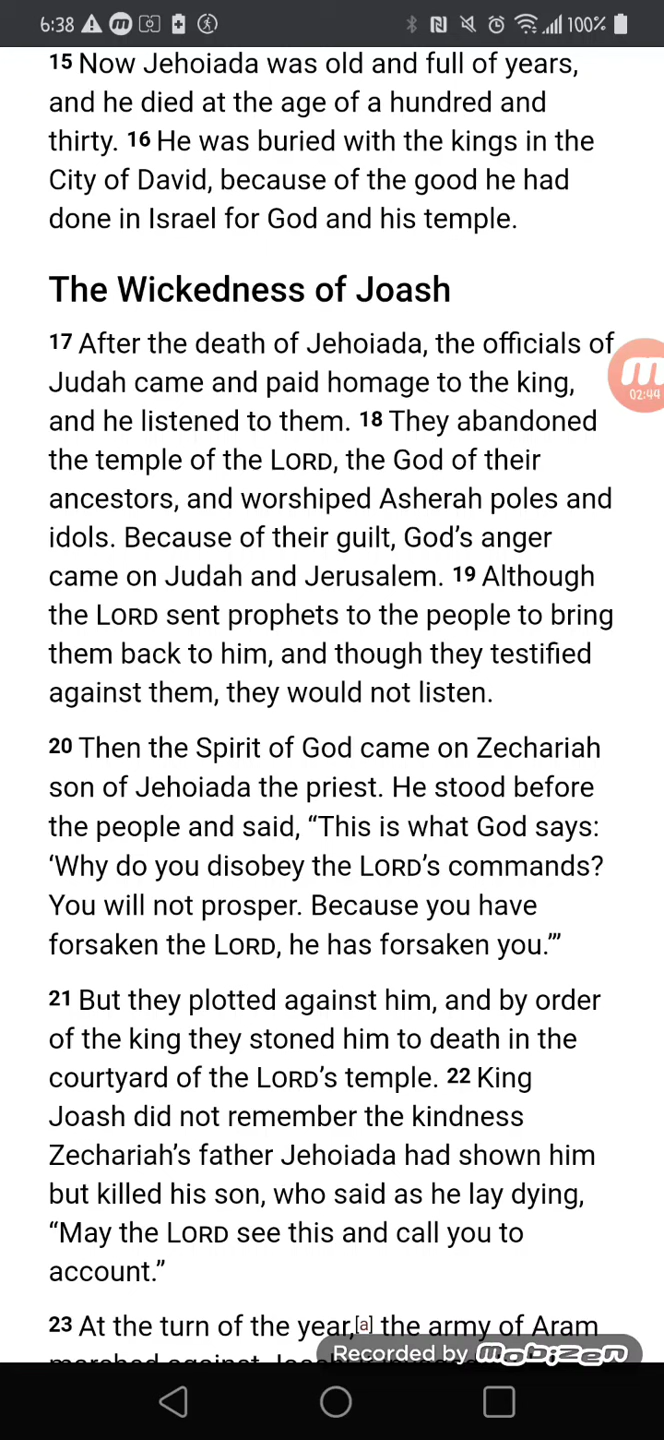 6:38 100%
15 Now Jehoiada was old and full of years,
and he died at the age of a hundred and
thirty. 16 He was buried with the kings in the
City of David, because of the good he had
done in Israel for God and his temple.
The Wickedness of Joash
17 After the death of Jehoiada, the officials of
Judah came and paid homage to the king,
m
02:44
and he listened to them. 18 They abandoned
the temple of the LORD, the God of their
ancestors, and worshiped Asherah poles and
idols. Because of their guilt, God’s anger
came on Judah and Jerusalem. 19 Although
the LORD sent prophets to the people to bring
them back to him, and though they testified
against them, they would not listen.
20 Then the Spirit of God came on Zechariah
son of Jehoiada the priest. He stood before
the people and said, “This is what God says:
‘Why do you disobey the LORD’s commands?
You will not prosper. Because you have
forsaken the LORD, he has forsaken you.’”
21 But they plotted against him, and by order
of the king they stoned him to death in the
courtyard of the LORD’s temple. 22 King
Joash did not remember the kindness
Zechariah’s father Jehoiada had shown him
but killed his son, who said as he lay dying,
“May the LORD see this and call you to
account.”
23 At the turn of the year,[a] the army of Aram
marched against
Recorded by mobizen